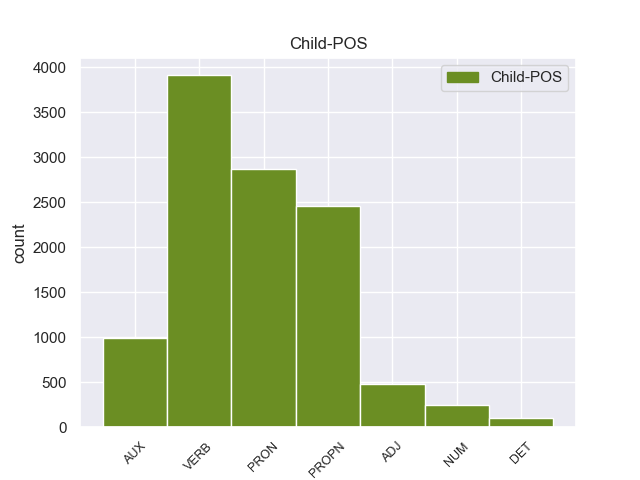 Child-POS
Child-POS
count
4000
3500
3000
2500
2000
1500
1000
500
0
AUX
VERB
PRON
PROPN
ADJ
NUM
DET